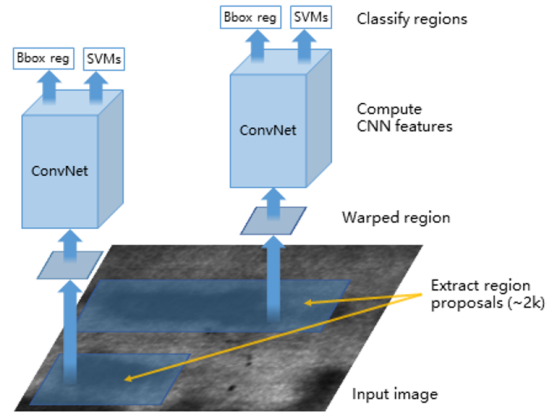 Bbox reg
SVMs
Classify regions
Bbox reg
SVMs
ConvNet
Compute
CNN features
ConvNet
Warped region
Extract region
proposals (~2k)
Input image